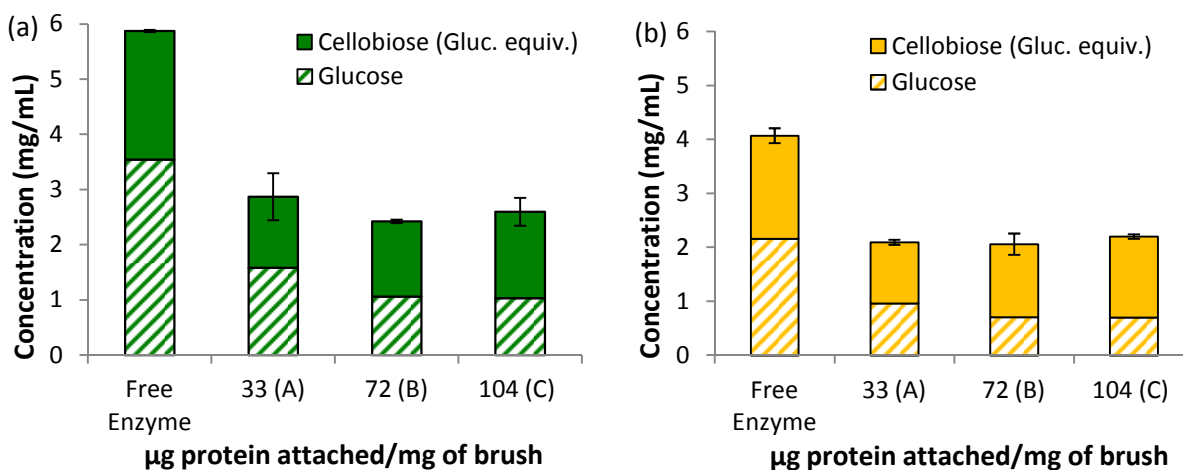 (a)
Concentration (mg/mL)
6
5
4
3
2
1
0
Cellobiose (Gluc. equiv.)
Glucose
Free Enzyme
33 (A)
72 (B)
104 (C)
µg protein attached/mg of brush
(b)
Concentration (mg/mL)
6
5
4
3
2
1
0
Cellobiose (Gluc. equiv.)
Glucose
Free Enzyme
33 (A)
72 (B)
104 (C)
µg protein attached/mg of brush